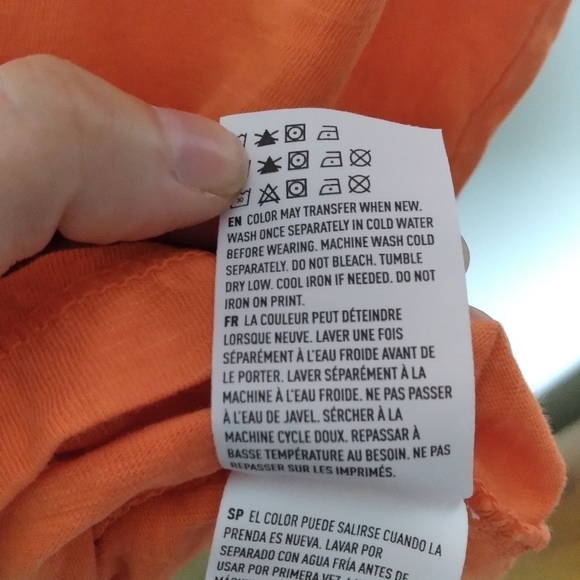 EN COLOR MAY TRANSFER WHEN NEW.
WASH ONCE SEPARATELY IN COLD WATER
BEFORE WEARING. MACHINE WASH COLD
SEPARATELY. DO NOT BLEACH. TUMBLE
DRY LOW. COOL IRON IF NEEDED. DO NOT
IRON ON PRINT.
FR LA COULEUR PEUT DÉTEINDRE
LORSQUE NEUVE. LAVER UNE FOIS
SÉPARÉMENT À L'EAU FROIDE AVANT DE
LE PORTER. LAVER SÉPARÉMENT À LA
MACHINE À L'EAU FROIDE. NE PAS PASSER
À L'EAU DE JAVEL. SÉRCHER À LA
MACHINE CYCLE DOUX. REPASSAR À
BASSE TEMPÉRATURE AU BESOIN. NE PAS
REPASSER SUR LES IMPRIMÉS.
SP EL COLOR PUEDE SALIRSE CUANDO LA
PRENDA ES NUEVA. LAVAR POR
SEPARADO CON AGUA FRÍA ANTES DE
USAR POR PRIMERA VEZ.